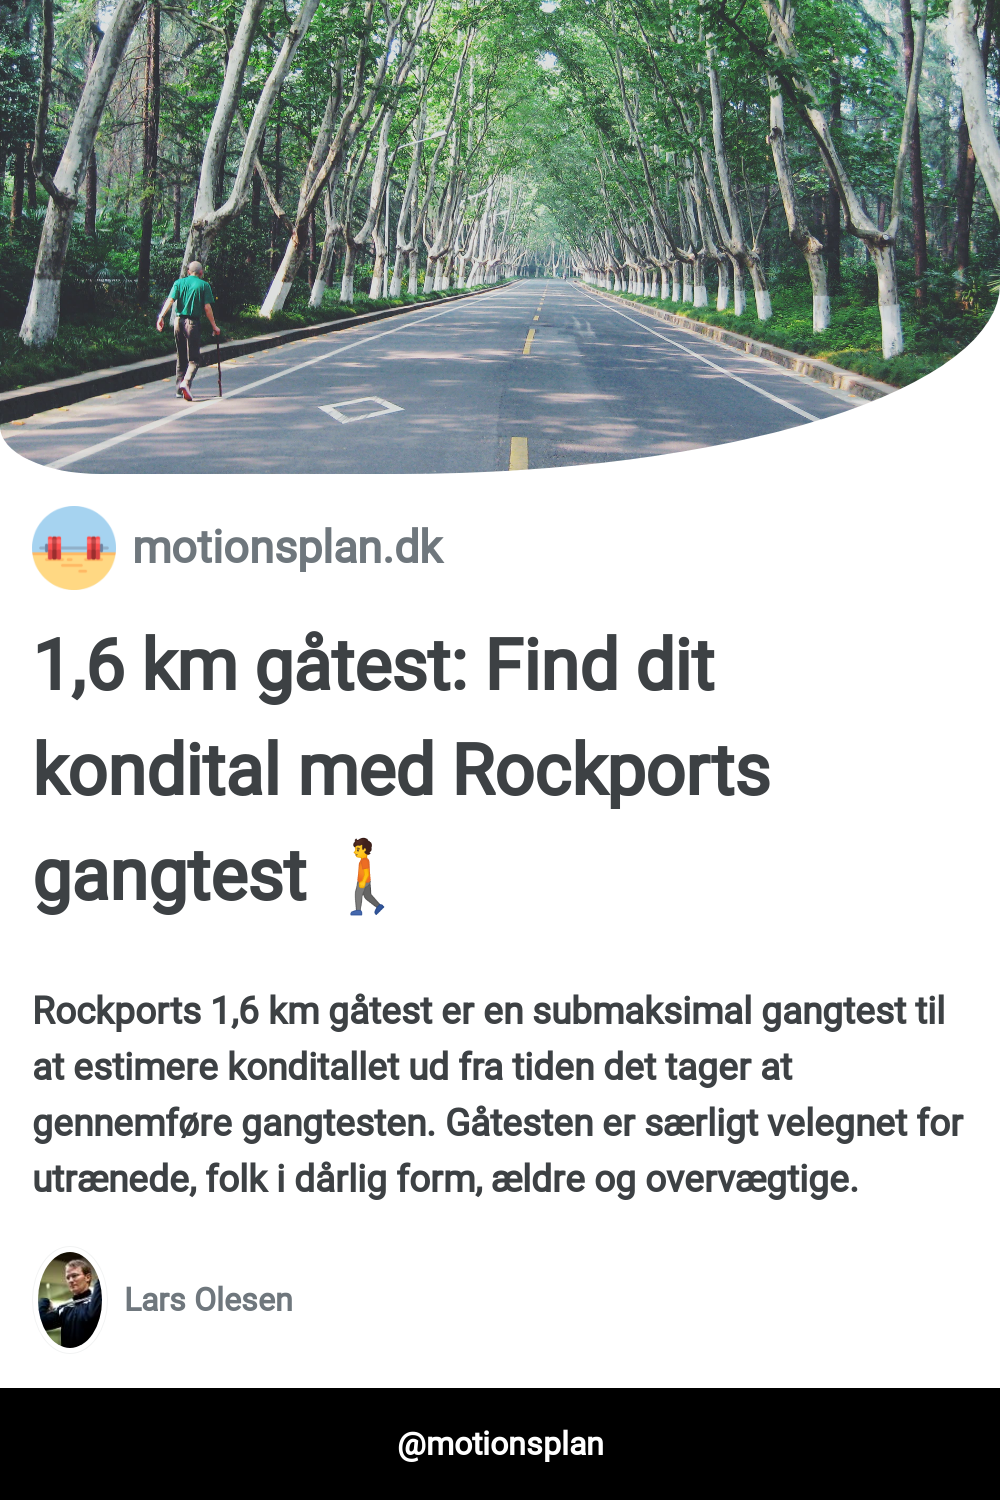 motionsplan.dk
1,6 km gåtest: Find dit
kondital med Rockports
gangtest 🚶
Rockports 1,6 km gåtest er en submaksimal gangtest til
at estimere konditallet ud fra tiden det tager at
gennemføre gangtesten. Gåtesten er særligt velegnet for
utrænede, folk i dårlig form, ældre og overvægtige.
Lars Olesen
@motionsplan